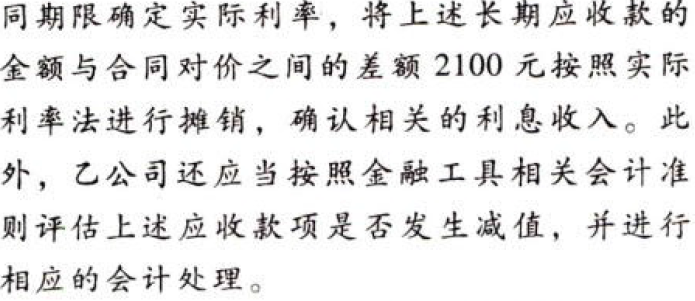 同期限确定实际利率，将上述长期应收款的
金额与合同对价之间的差额 2100 元按照实际
利率法进行摊销，确认相关的利息收入。此
外，乙公司还应当按照金融工具相关会计准
则评估上述应收款项是否发生减值，并进行
相应的会计处理。